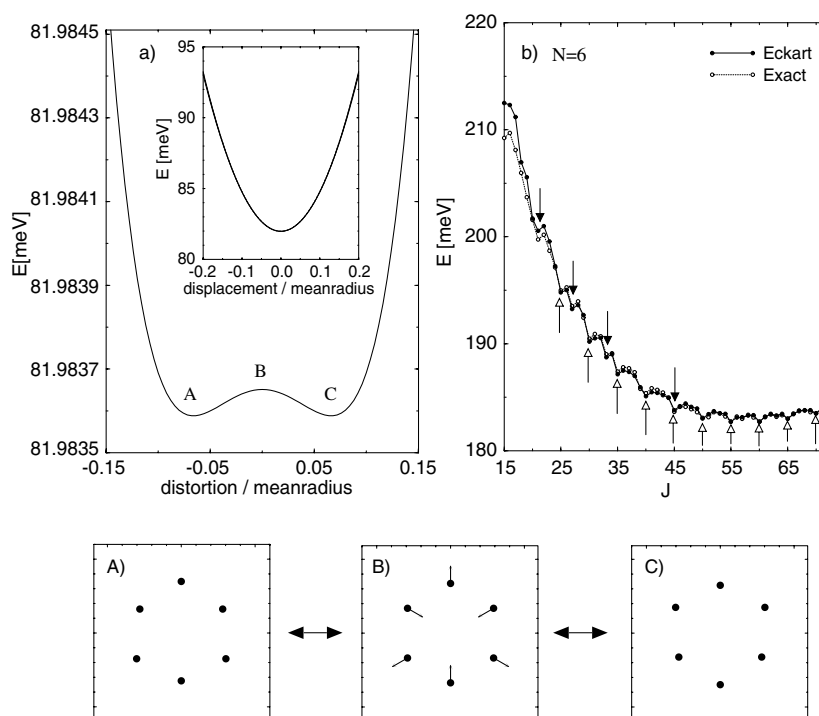 a)
81.9845
81.9843
81.9841
81.9839
81.9837
81.9835
E[meV]
-0.15
-0.05
0.05
0.15
distortion / meanradius
A
B
C
95
90
85
80
E [meV]
-0.2
-0.1
0.0
0.1
0.2
displacement / meanradius
b)
N=6
Eckart
Exact
220
210
200
190
180
E [meV]
15
25
35
45
55
65
J
A)
B)
C)